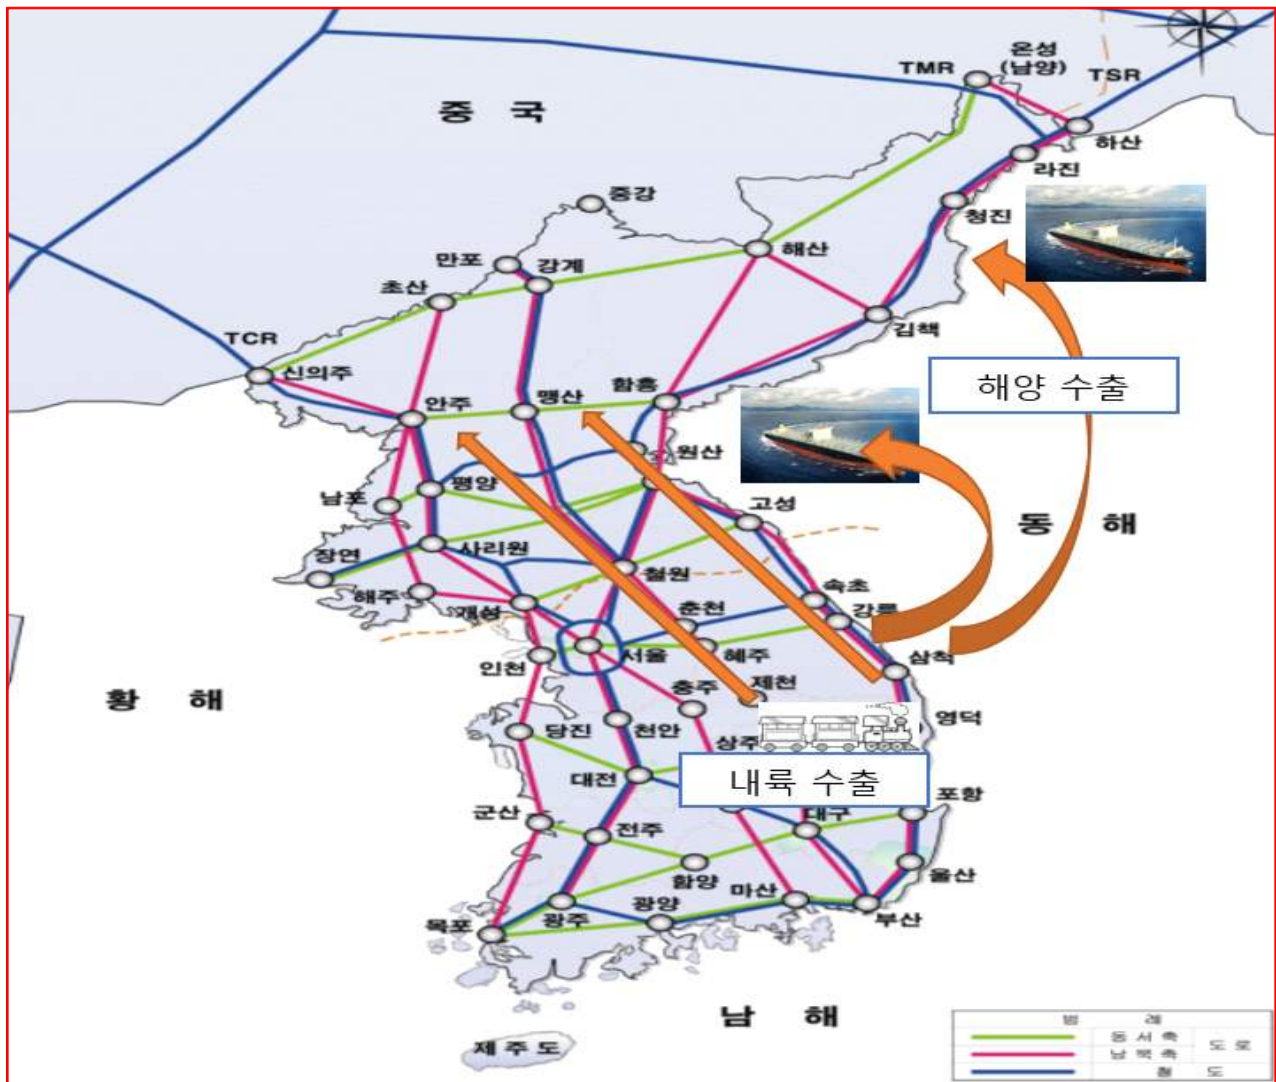 온성
TMR (남양) TSR
중 국
하산
라진
중강
청진
만포 강계 해산
초산
김책
TCR
신의주
함흥
해양 수출
안주 맹산
원산
평양
남포 고성
동 해
장연 사리원
철원
속초
해주 개성 춘천 강릉
서울 혜주 삼척
인천
제천
황 해 충주
영덕
당진 천안
상주
대전 내륙 수출
포항
군산 전주 대구
함양 울산
마산
광주 광양 부산
목포
남 해
제 주 도
범 례
동 서 축 도 로
남 북 축
철 도